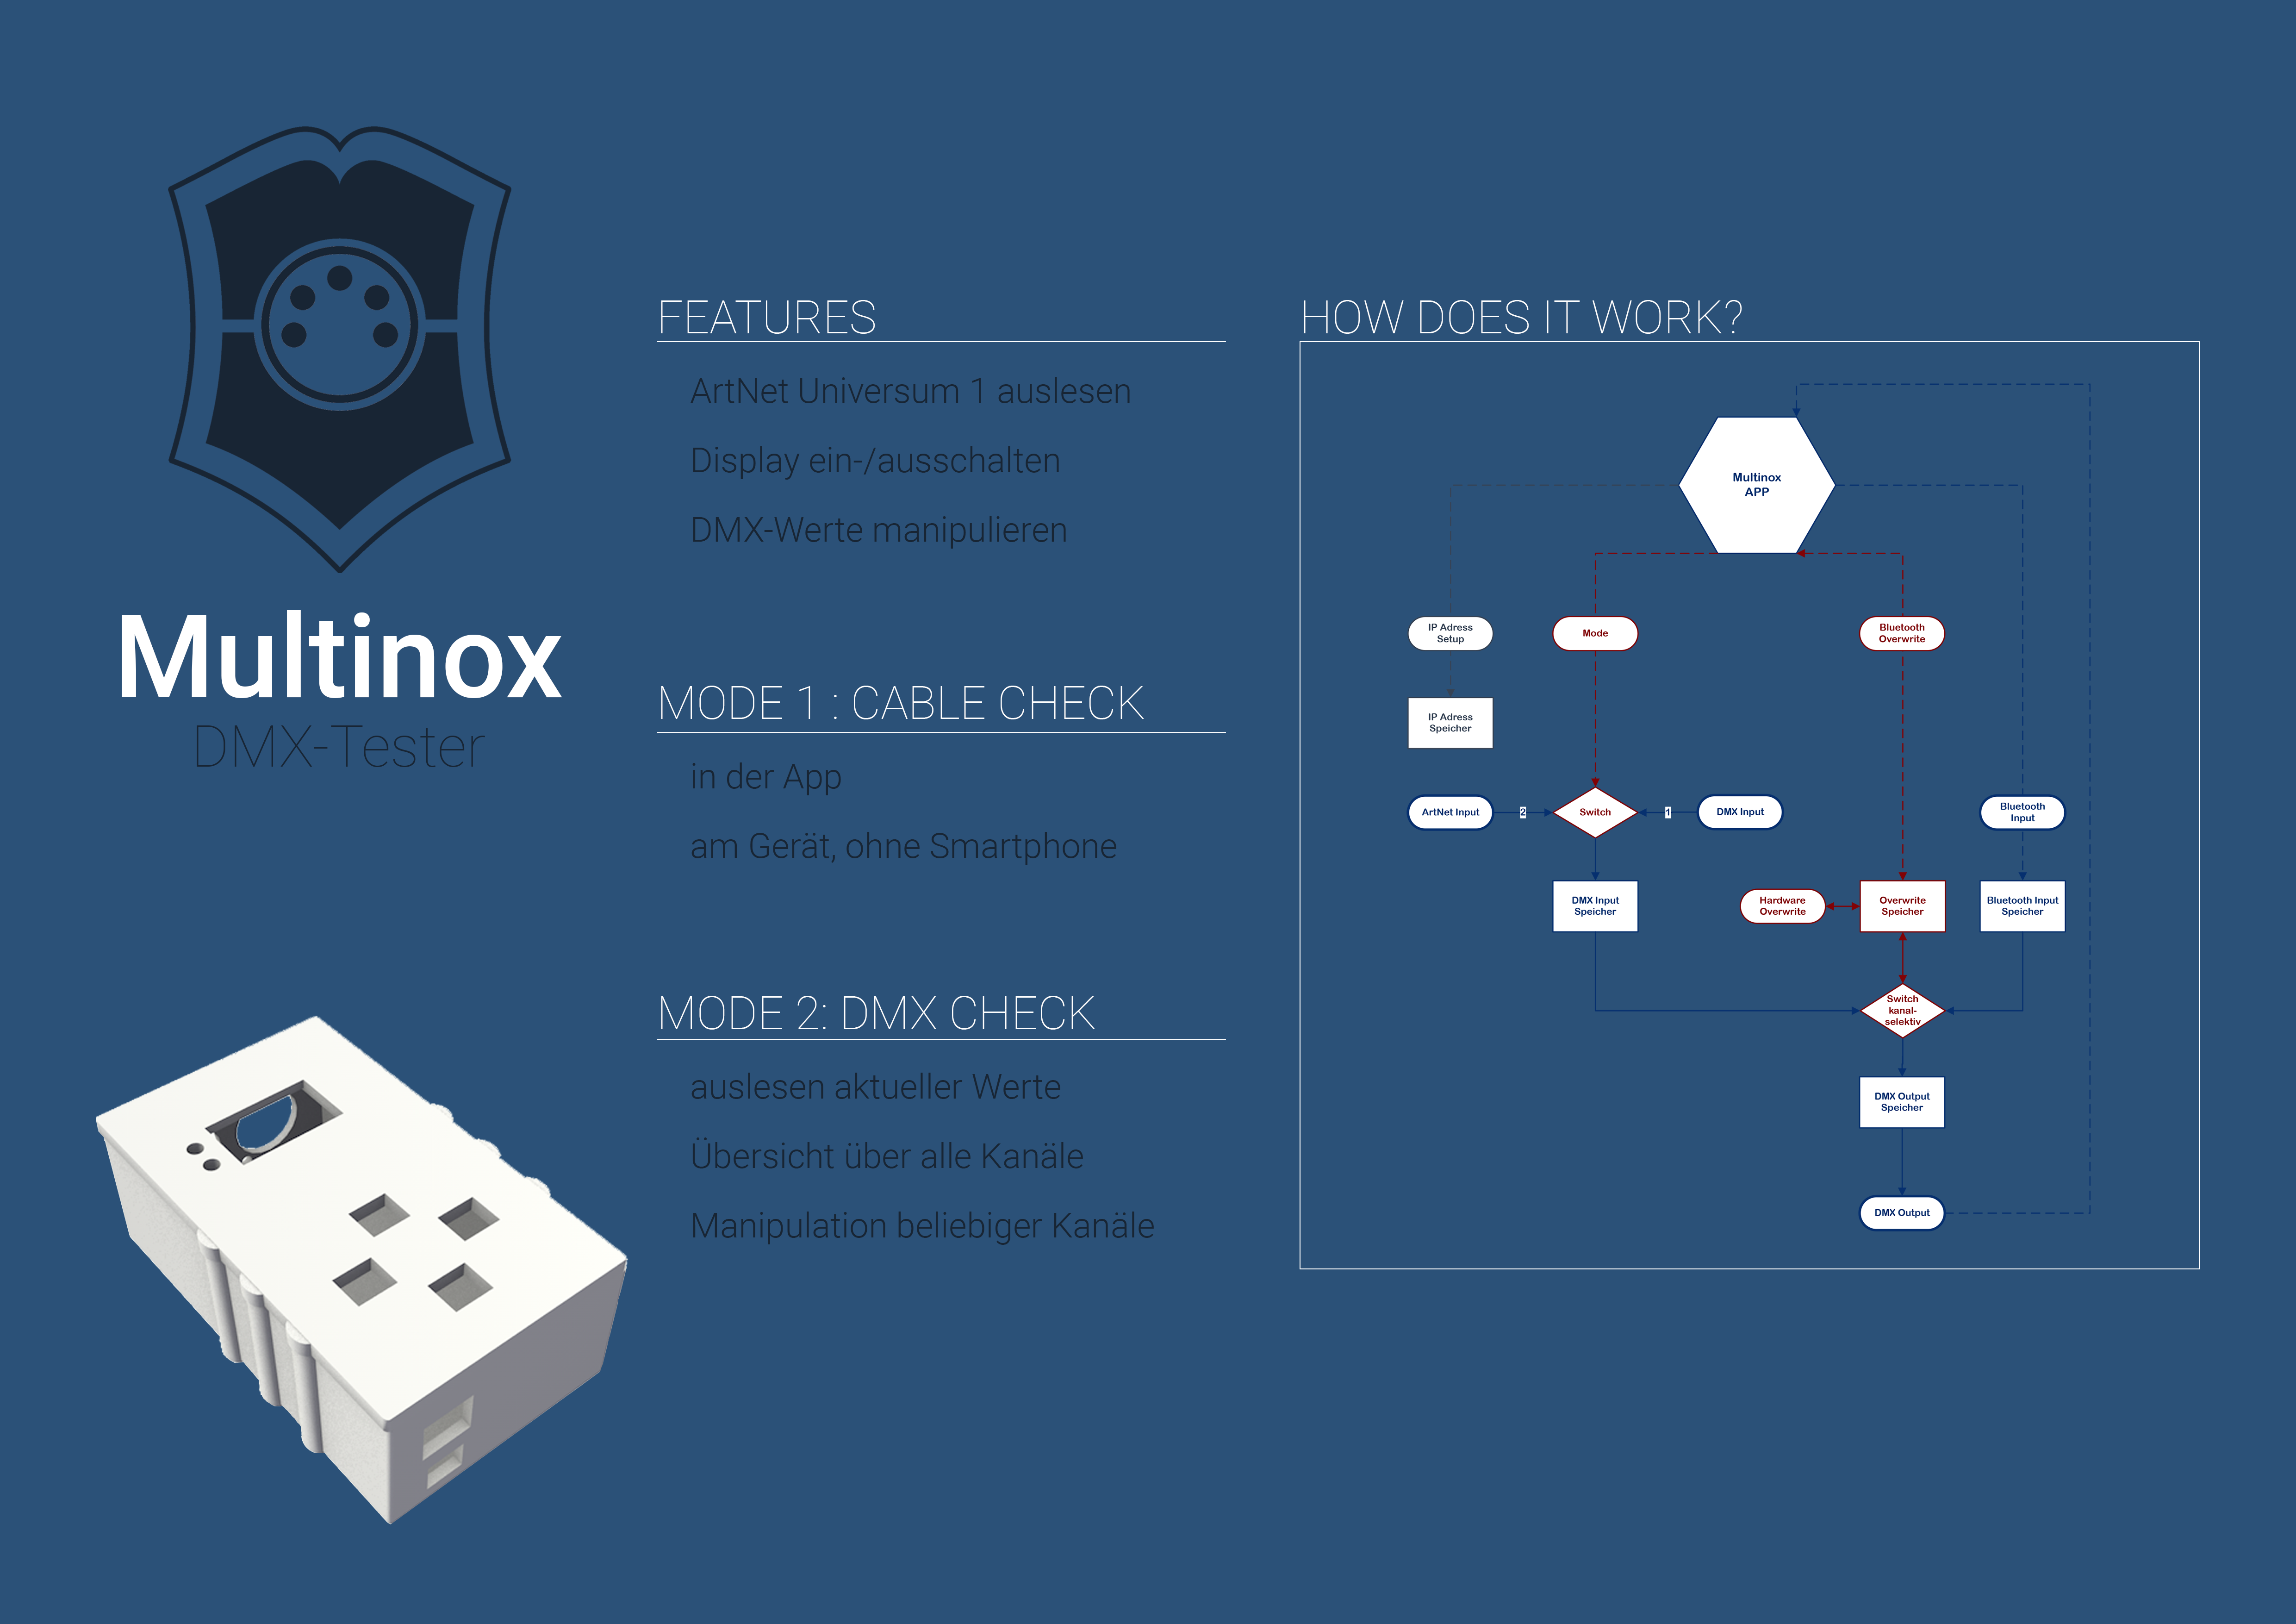 Multinox
DMX-Tester
FEATURES
ArtNet Universum 1 auslesen
Display ein-/ausschalten
DMX-Werte manipulieren
MODE 1 : CABLE CHECK
in der App
am Gerät, ohne Smartphone
MODE 2: DMX CHECK
auslesen aktueller Werte
Übersicht über alle Kanäle
Manipulation beliebiger Kanäle
HOW DOES IT WORK?
Multinox
APP
IP Adress
Setup
Mode
Bluetooth
Overwrite
IP Adress
Speicher
ArtNet Input
2
Switch
1
DMX Input
Bluetooth
Input
DMX Input
Speicher
Hardware
Overwrite
Overwrite
Speicher
Bluetooth Input
Speicher
Switch
kanal-
selektiv
DMX Output
Speicher
DMX Output